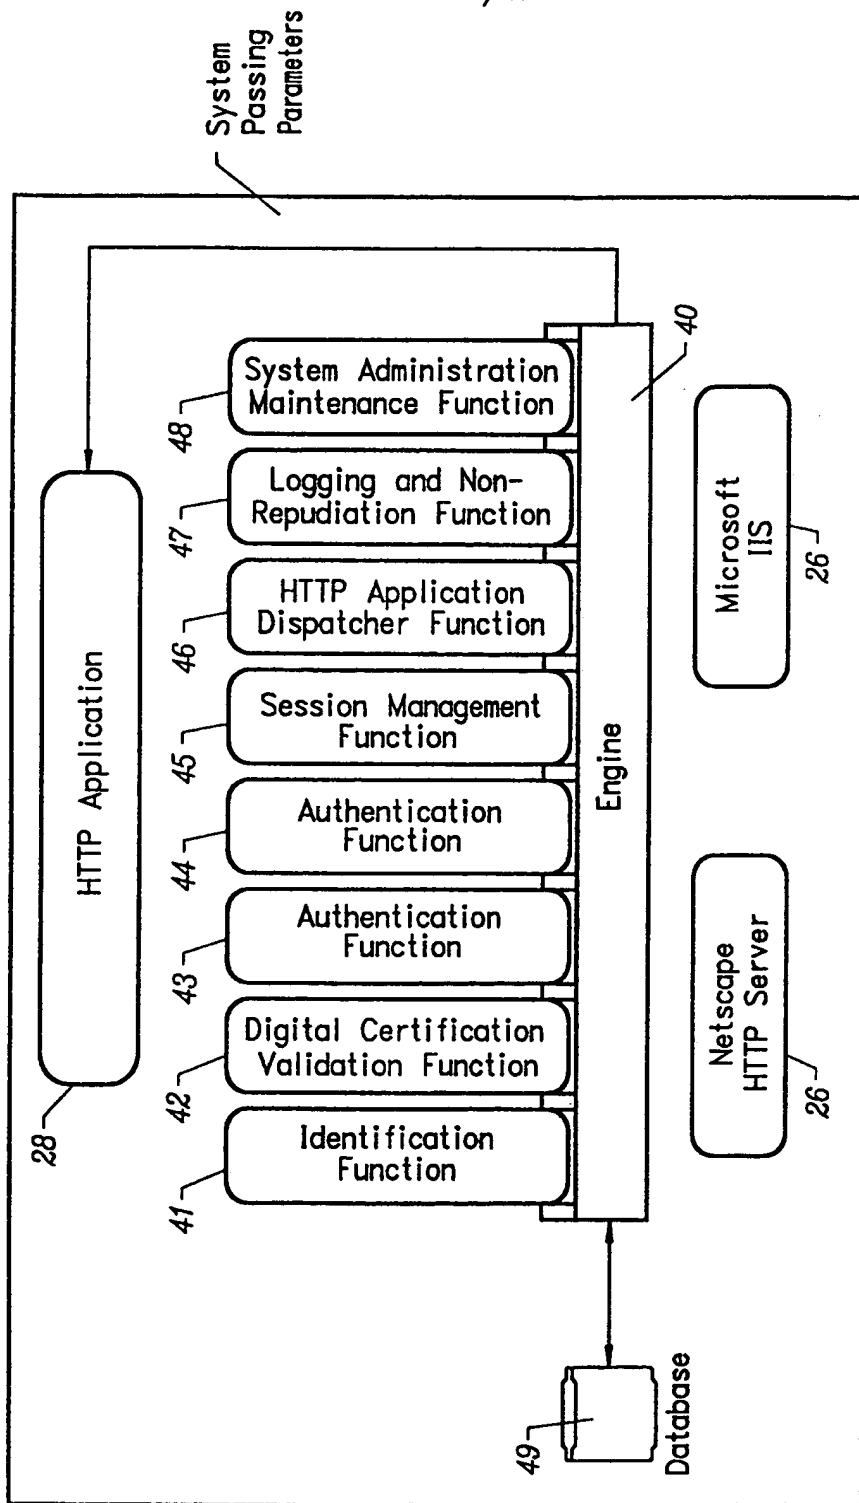 System
Passing
Parameters
HTTP Application
28
Identification
Function
41
Digital Certification
Validation Function
42
Authentication
Function
43
Authentication
Function
44
Session Management
Function
45
HTTP Application
Dispatcher Function
46
Logging and Non-
Repudiation Function
47
System Administration
Maintenance Function
48
Engine
40
Database
49
Netscape
HTTP Server
26
Microsoft
IIS
26